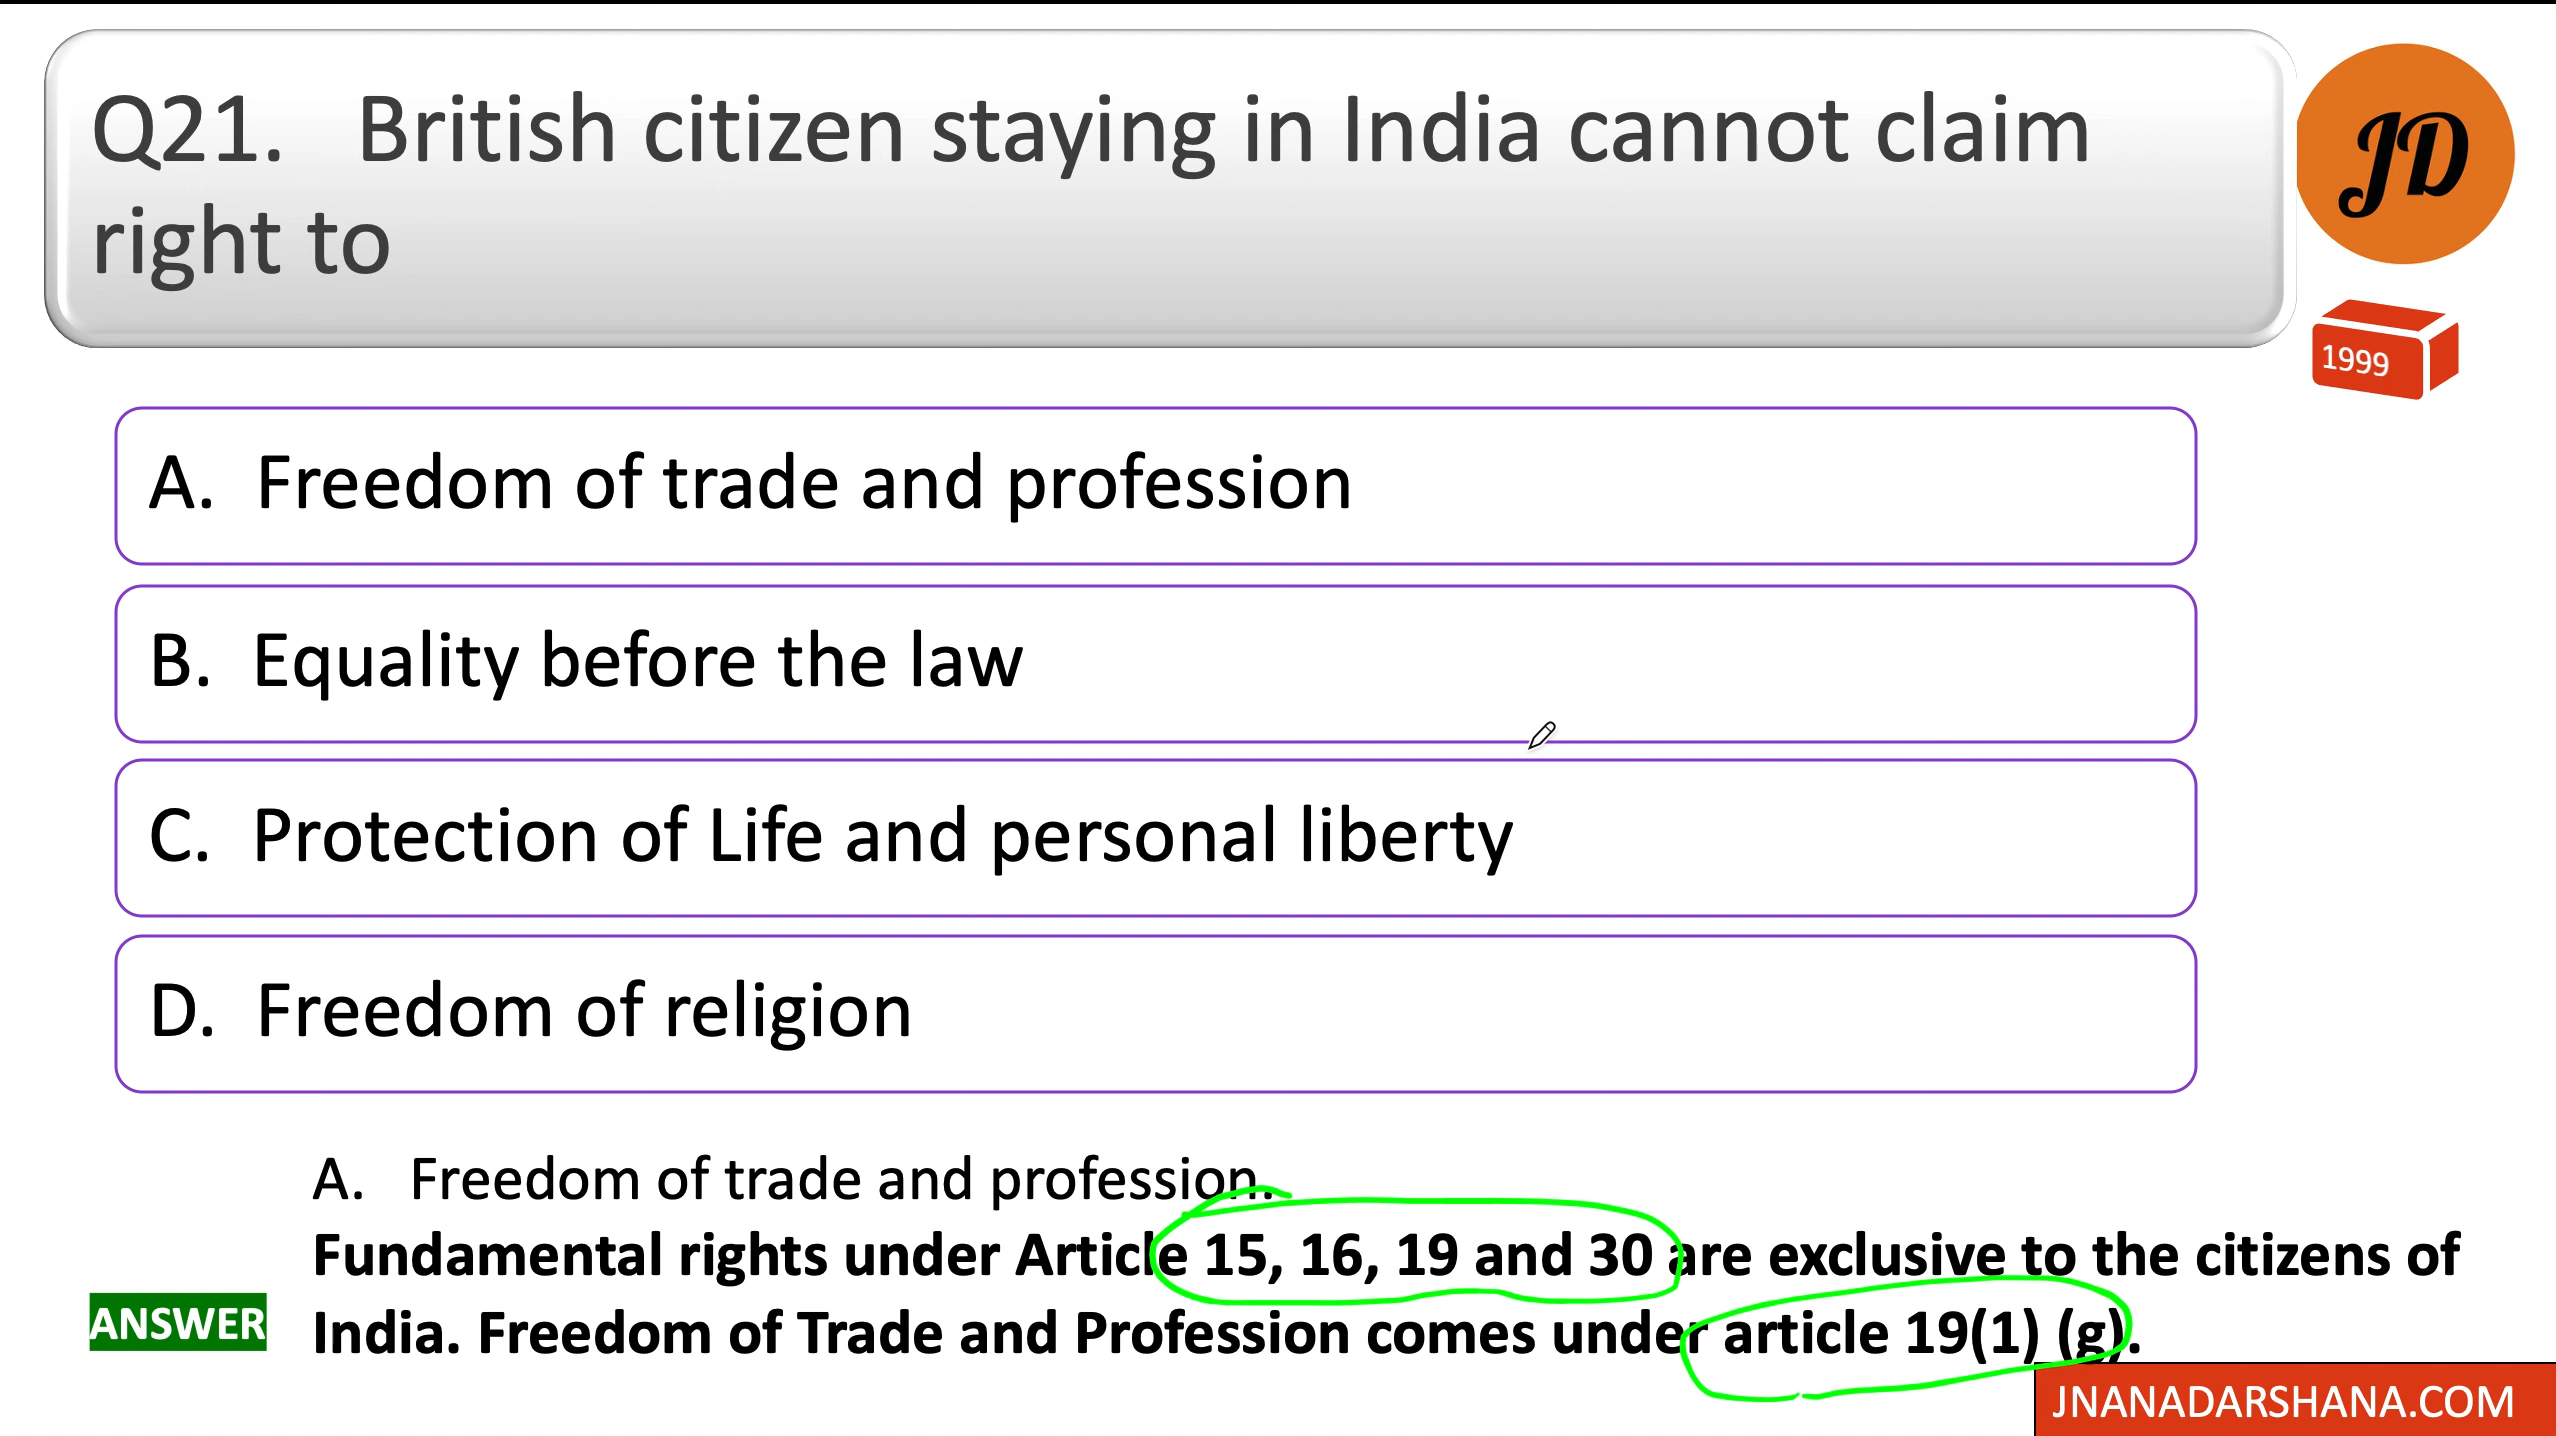 Q21. British citizen staying in India cannot claim
right to
JD
1999
A. Freedom of trade and profession
B. Equality before the law
C. Protection of Life and personal liberty
D. Freedom of religion
A. Freedom of trade and profession.
Fundamental rights under Article 15, 16, 19 and 30 are exclusive to the citizens of
India. Freedom of Trade and Profession comes under article 19(1) (g).
ANSWER
JNANADARSHANA.COM